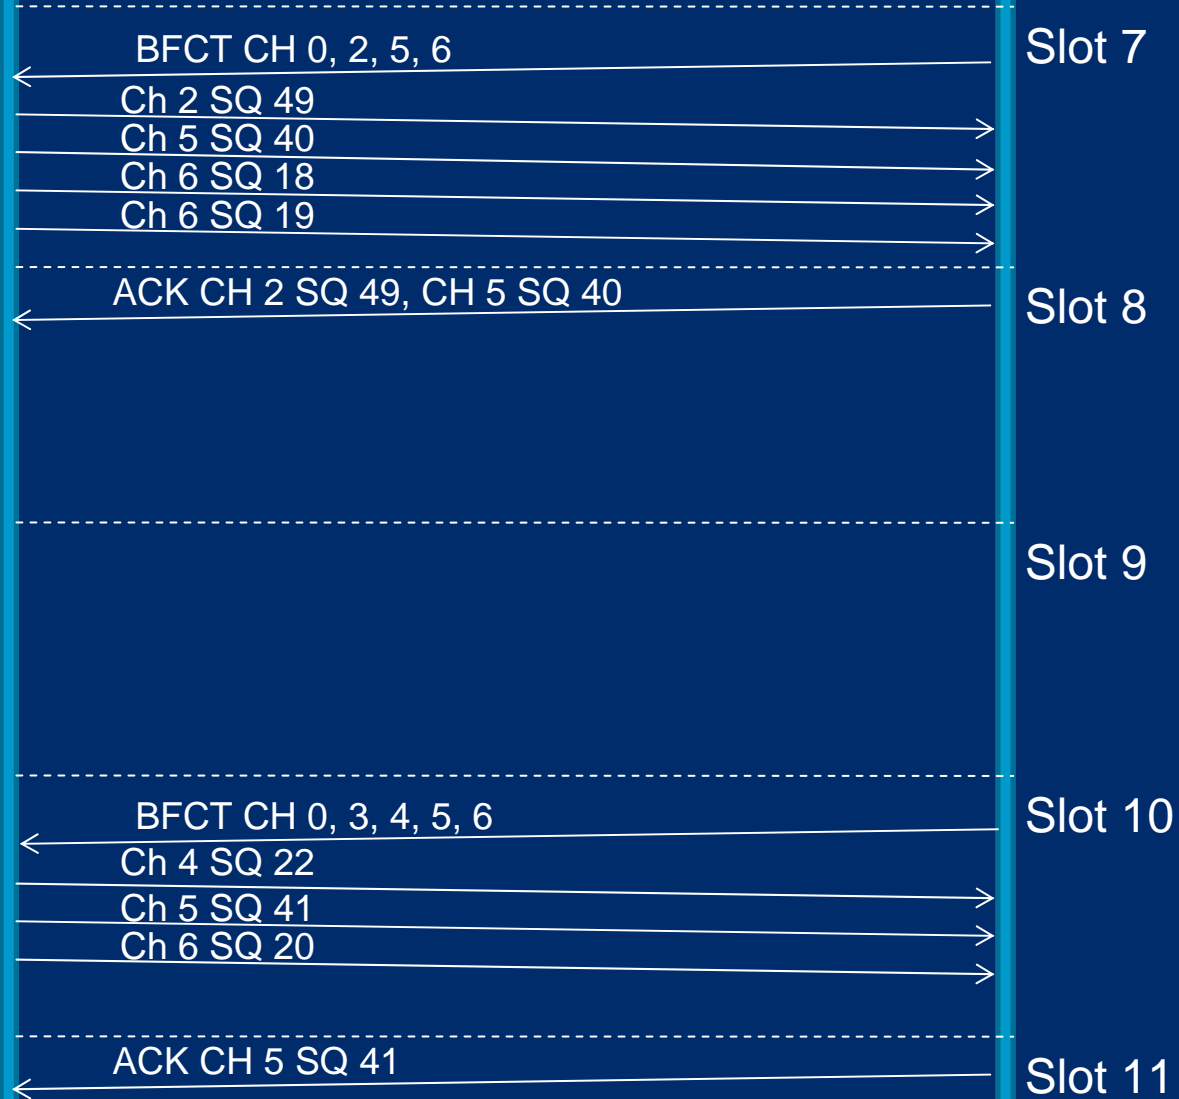 Slot 7
BFCT CH 0, 2, 5, 6
Ch 2 SQ 49
Ch 5 SQ 40
Ch 6 SQ 18
Ch 6 SQ 19
ACK CH 2 SQ 49, CH 5 SQ 40
Slot 8
Slot 9
BFCT CH 0, 3, 4, 5, 6
Slot 10
Ch 4 SQ 22
Ch 5 SQ 41
Ch 6 SQ 20
ACK CH 5 SQ 41
Slot 11